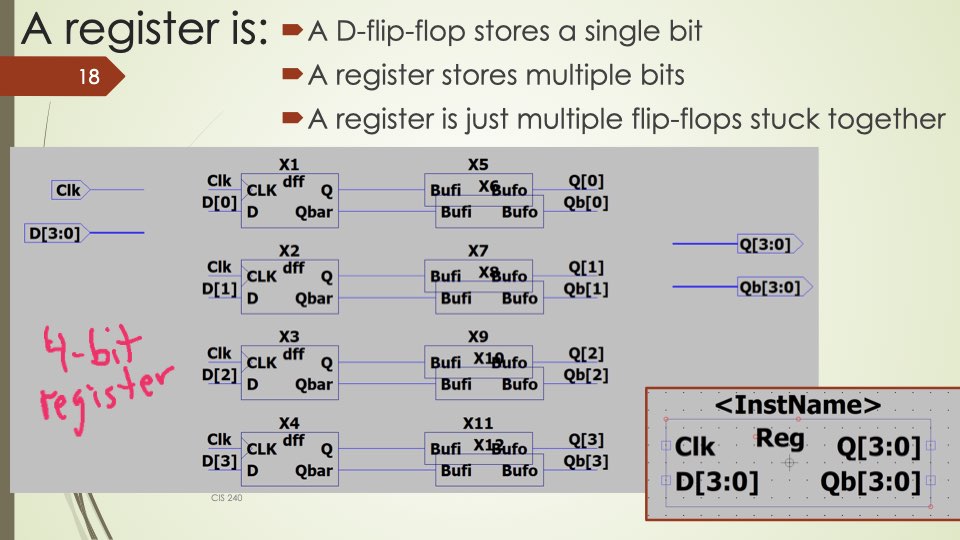 A register is:
A D-flip-flop stores a single bit
18
A register stores multiple bits
A register is just multiple flip-flops stuck together
Clk
D[3:0]
X1
Clk
D[0]
dff
CLK
D
Q
Qbar
X5
Bufi
Bufo
X6
Bufi
Bufo
Q[0]
Qb[0]
X2
Clk
D[1]
dff
CLK
D
Q
Qbar
X7
Bufi
Bufo
X8
Bufi
Bufo
Q[1]
Qb[1]
X3
Clk
D[2]
dff
CLK
D
Q
Qbar
X9
Bufi
Bufo
X10
Bufi
Bufo
Q[2]
Qb[2]
X4
Clk
D[3]
dff
CLK
D
Q
Qbar
X11
Bufi
Bufo
X12
Bufi
Bufo
Q[3]
Qb[3]
Q[3:0]
Qb[3:0]
4-bit
register
<InstName>
Reg
Clk
Q[3:0]
D[3:0]
Qb[3:0]
CIS 240